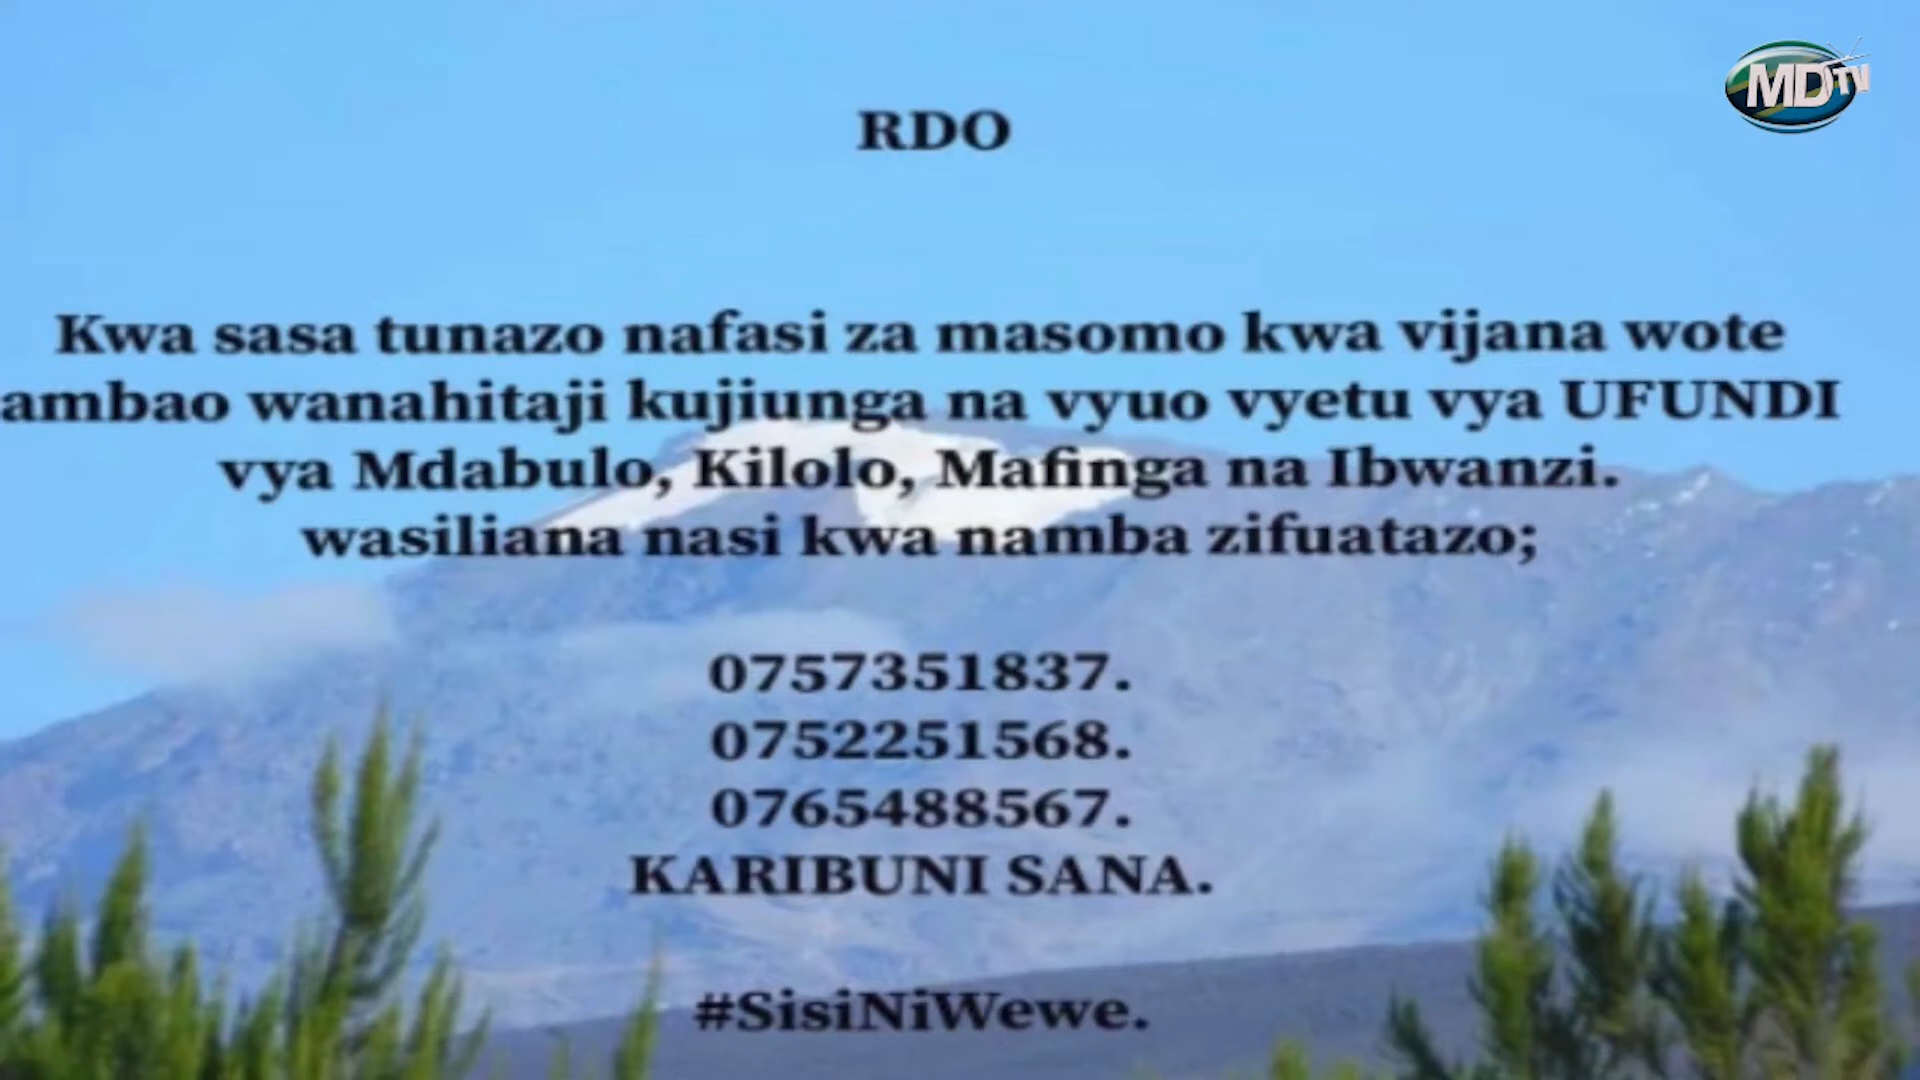 MDTV
RDO
Kwa sasa tunazo nafasi za masomo kwa vijana wote
ambao wanahitaji kujiunga na vyuo vyetu vya UFUNDI
vya Mdabulo, Kilolo, Mafinga na Ibwanzi.
wasiliana nasi kwa namba zifuatazo;
0757351837.
0752251568.
0765488567.
KARIBUNI SANA.
#SisiNiWewe.